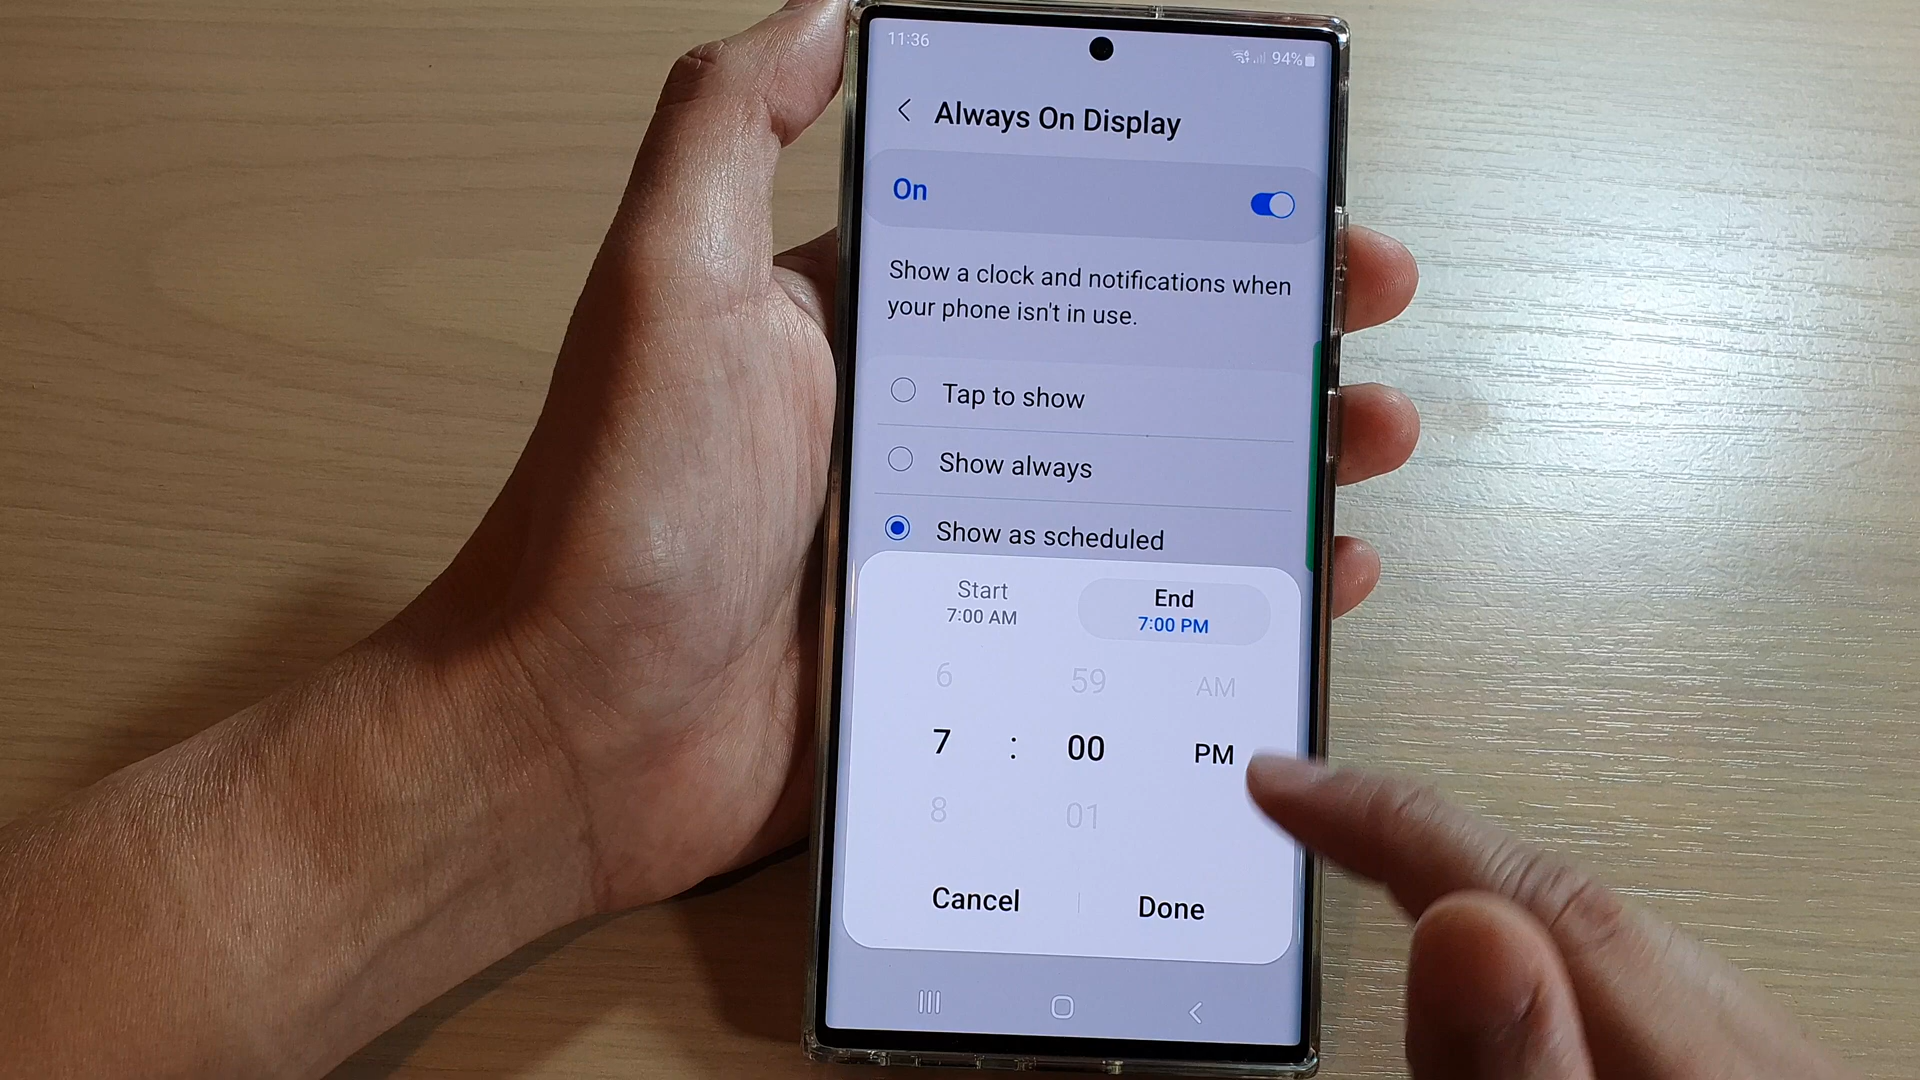 11:36
94%
Always On Display
On
Show a clock and notifications when
your phone isn't in use.
Tap to show
Show always
Show as scheduled
Start
7:00 AM
End
7:00 PM
6 59 AM
7 : 00 PM
8 01
Cancel
Done